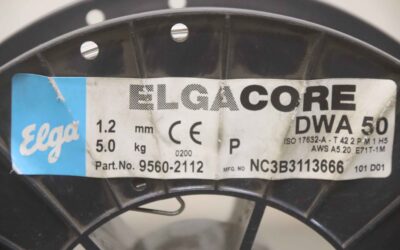 Elga
ELGACORE
DWA 50
1.2 mm
5.0 kg
CE
0200
P
ISO 17632-A - T 42 2 P M 1 H5
AWS A5.20 E71T-1M
Part.No. 9560-2112
MFG. NO NC3B3113666 101 D01